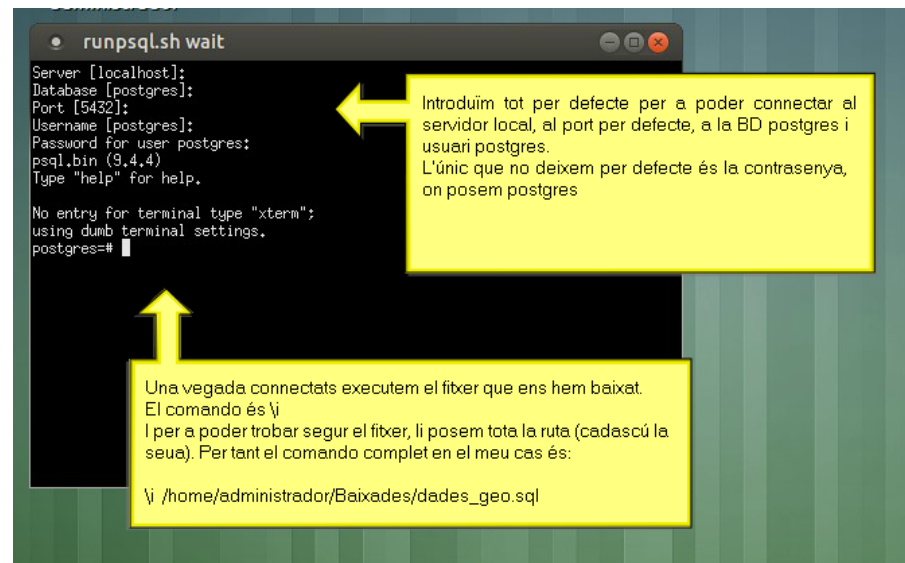 runpsql.sh wait
Server [localhost]:
Database [postgres]:
Port [5432]:
Username [postgres]:
Password for user postgres:
psql.bin (9.4.4)
Type "help" for help.
No entry for terminal type "xterm";
using dumb terminal settings.
postgres=#
Introduïm tot per defecte per a poder connectar al
servidor local, al port per defecte, a la BD postgres i
usuari postgres.
L'únic que no deixem per defecte és la contrasenya,
on posem postgres
Una vegada connectats executem el fitxer que ens hem baixat.
El comando és \i
I per a poder trobar segur el fitxer, li posem tota la ruta (cadascú la
seua). Per tant el comando complet en el meu cas és:
\i /home/administrador/Baixades/dades_geo.sql